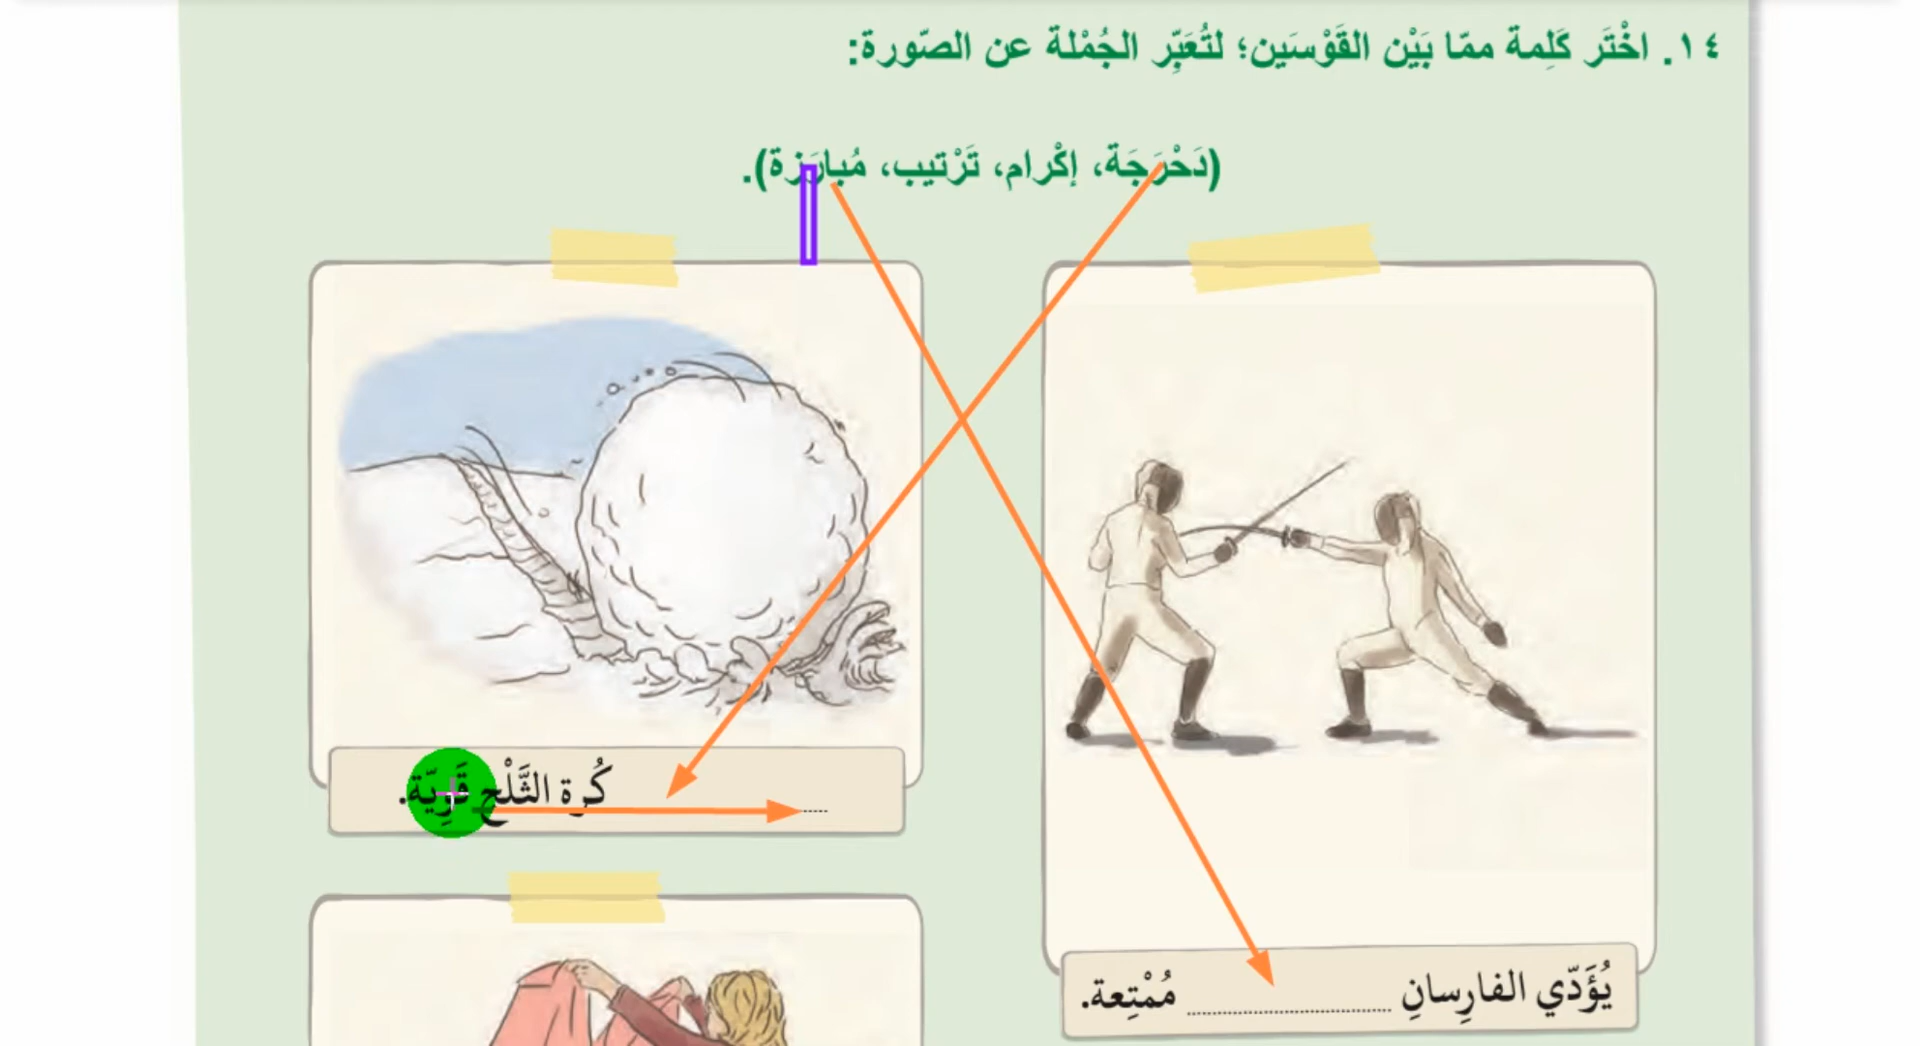 ١٤. اخْتَر كَلِمة ممّا بَيْن القَوْسَين؛ لتُعَبِّر الجُمْلة عن الصّورة:
(دَحْرَجَة، إكْرام، تَرْتيب، مُبارَزة).
كُرة الثَّلْج قَوِيّة.
يُؤَدّي الفارِسانِ ........................ مُمْتِعة.